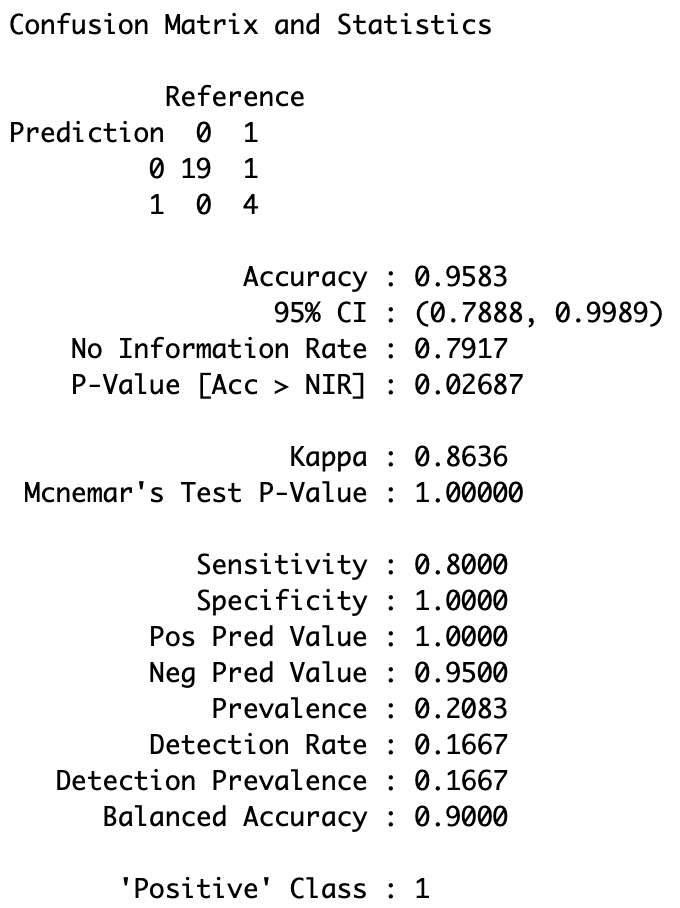 Confusion Matrix and Statistics
Reference
Prediction 0 1
0 19 1
1 0 4
Accuracy : 0.9583
95% CI : (0.7888, 0.9989)
No Information Rate : 0.7917
P-Value [Acc > NIR] : 0.02687
Kappa : 0.8636
Mcnemar's Test P-Value : 1.00000
Sensitivity : 0.8000
Specificity : 1.0000
Pos Pred Value : 1.0000
Neg Pred Value : 0.9500
Prevalence : 0.2083
Detection Rate : 0.1667
Detection Prevalence : 0.1667
Balanced Accuracy : 0.9000
'Positive' Class : 1